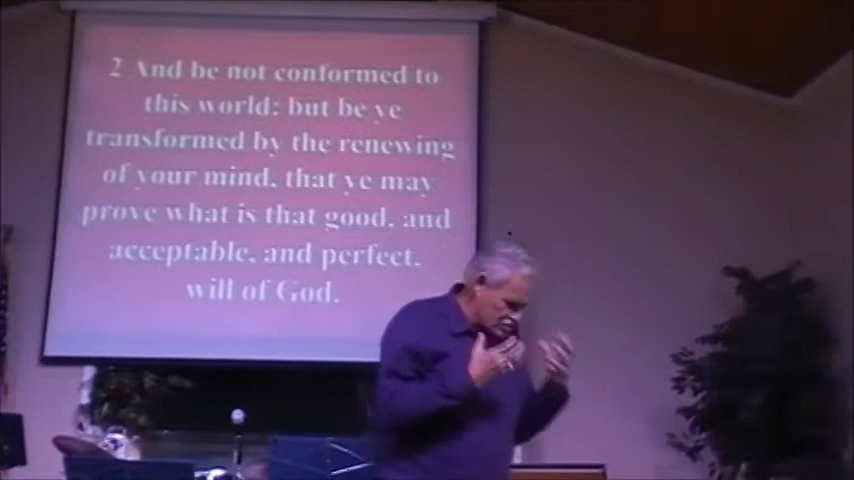 2 And be not conformed to
this world: but be ye
transformed by the renewing
of your mind, that ye may
prove what is that good, and
acceptable, and perfect,
will of God.